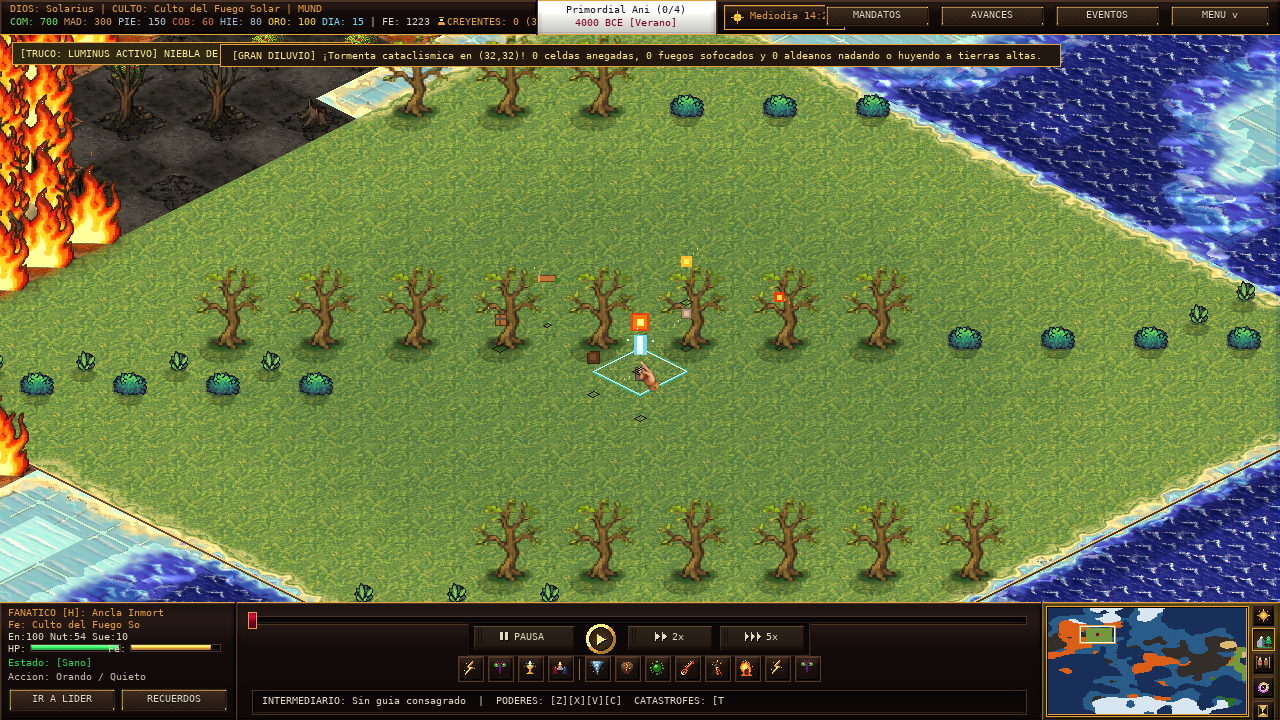 DIOS: Solarius | CULTO: Culto del Fuego Solar | MUND
COM: 700 MAD: 300 PIE: 150 COB: 60 HIE: 80 ORO: 100 DIA: 15 | FE: 1223 CREYENTES: 0 (3
Primordial Ani (0/4)
4000 BCE [Verano]
Mediodía 14:2
MANDATOS
AVANCES
EVENTOS
MENU v
[TRUCO: LUMINUS ACTIVO] NIEBLA DE
[GRAN DILUVIO] ¡Tormenta cataclismica en (32,32)! 0 celdas anegadas, 0 fuegos sofocados y 0 aldeanos nadando o huyendo a tierras altas.
FANATICO [H]: Ancla Inmort
Fe: Culto del Fuego So
En:100 Nut:54 Sue:10
HP: Fe:
Estado: [Sano]
Accion: Orando / Quieto
IR A LIDER
RECUERDOS
PAUSA
2x
5x
INTERMEDIARIO: Sin guia consagrado | PODERES: [Z][X][V][C] CATASTROFES: [T